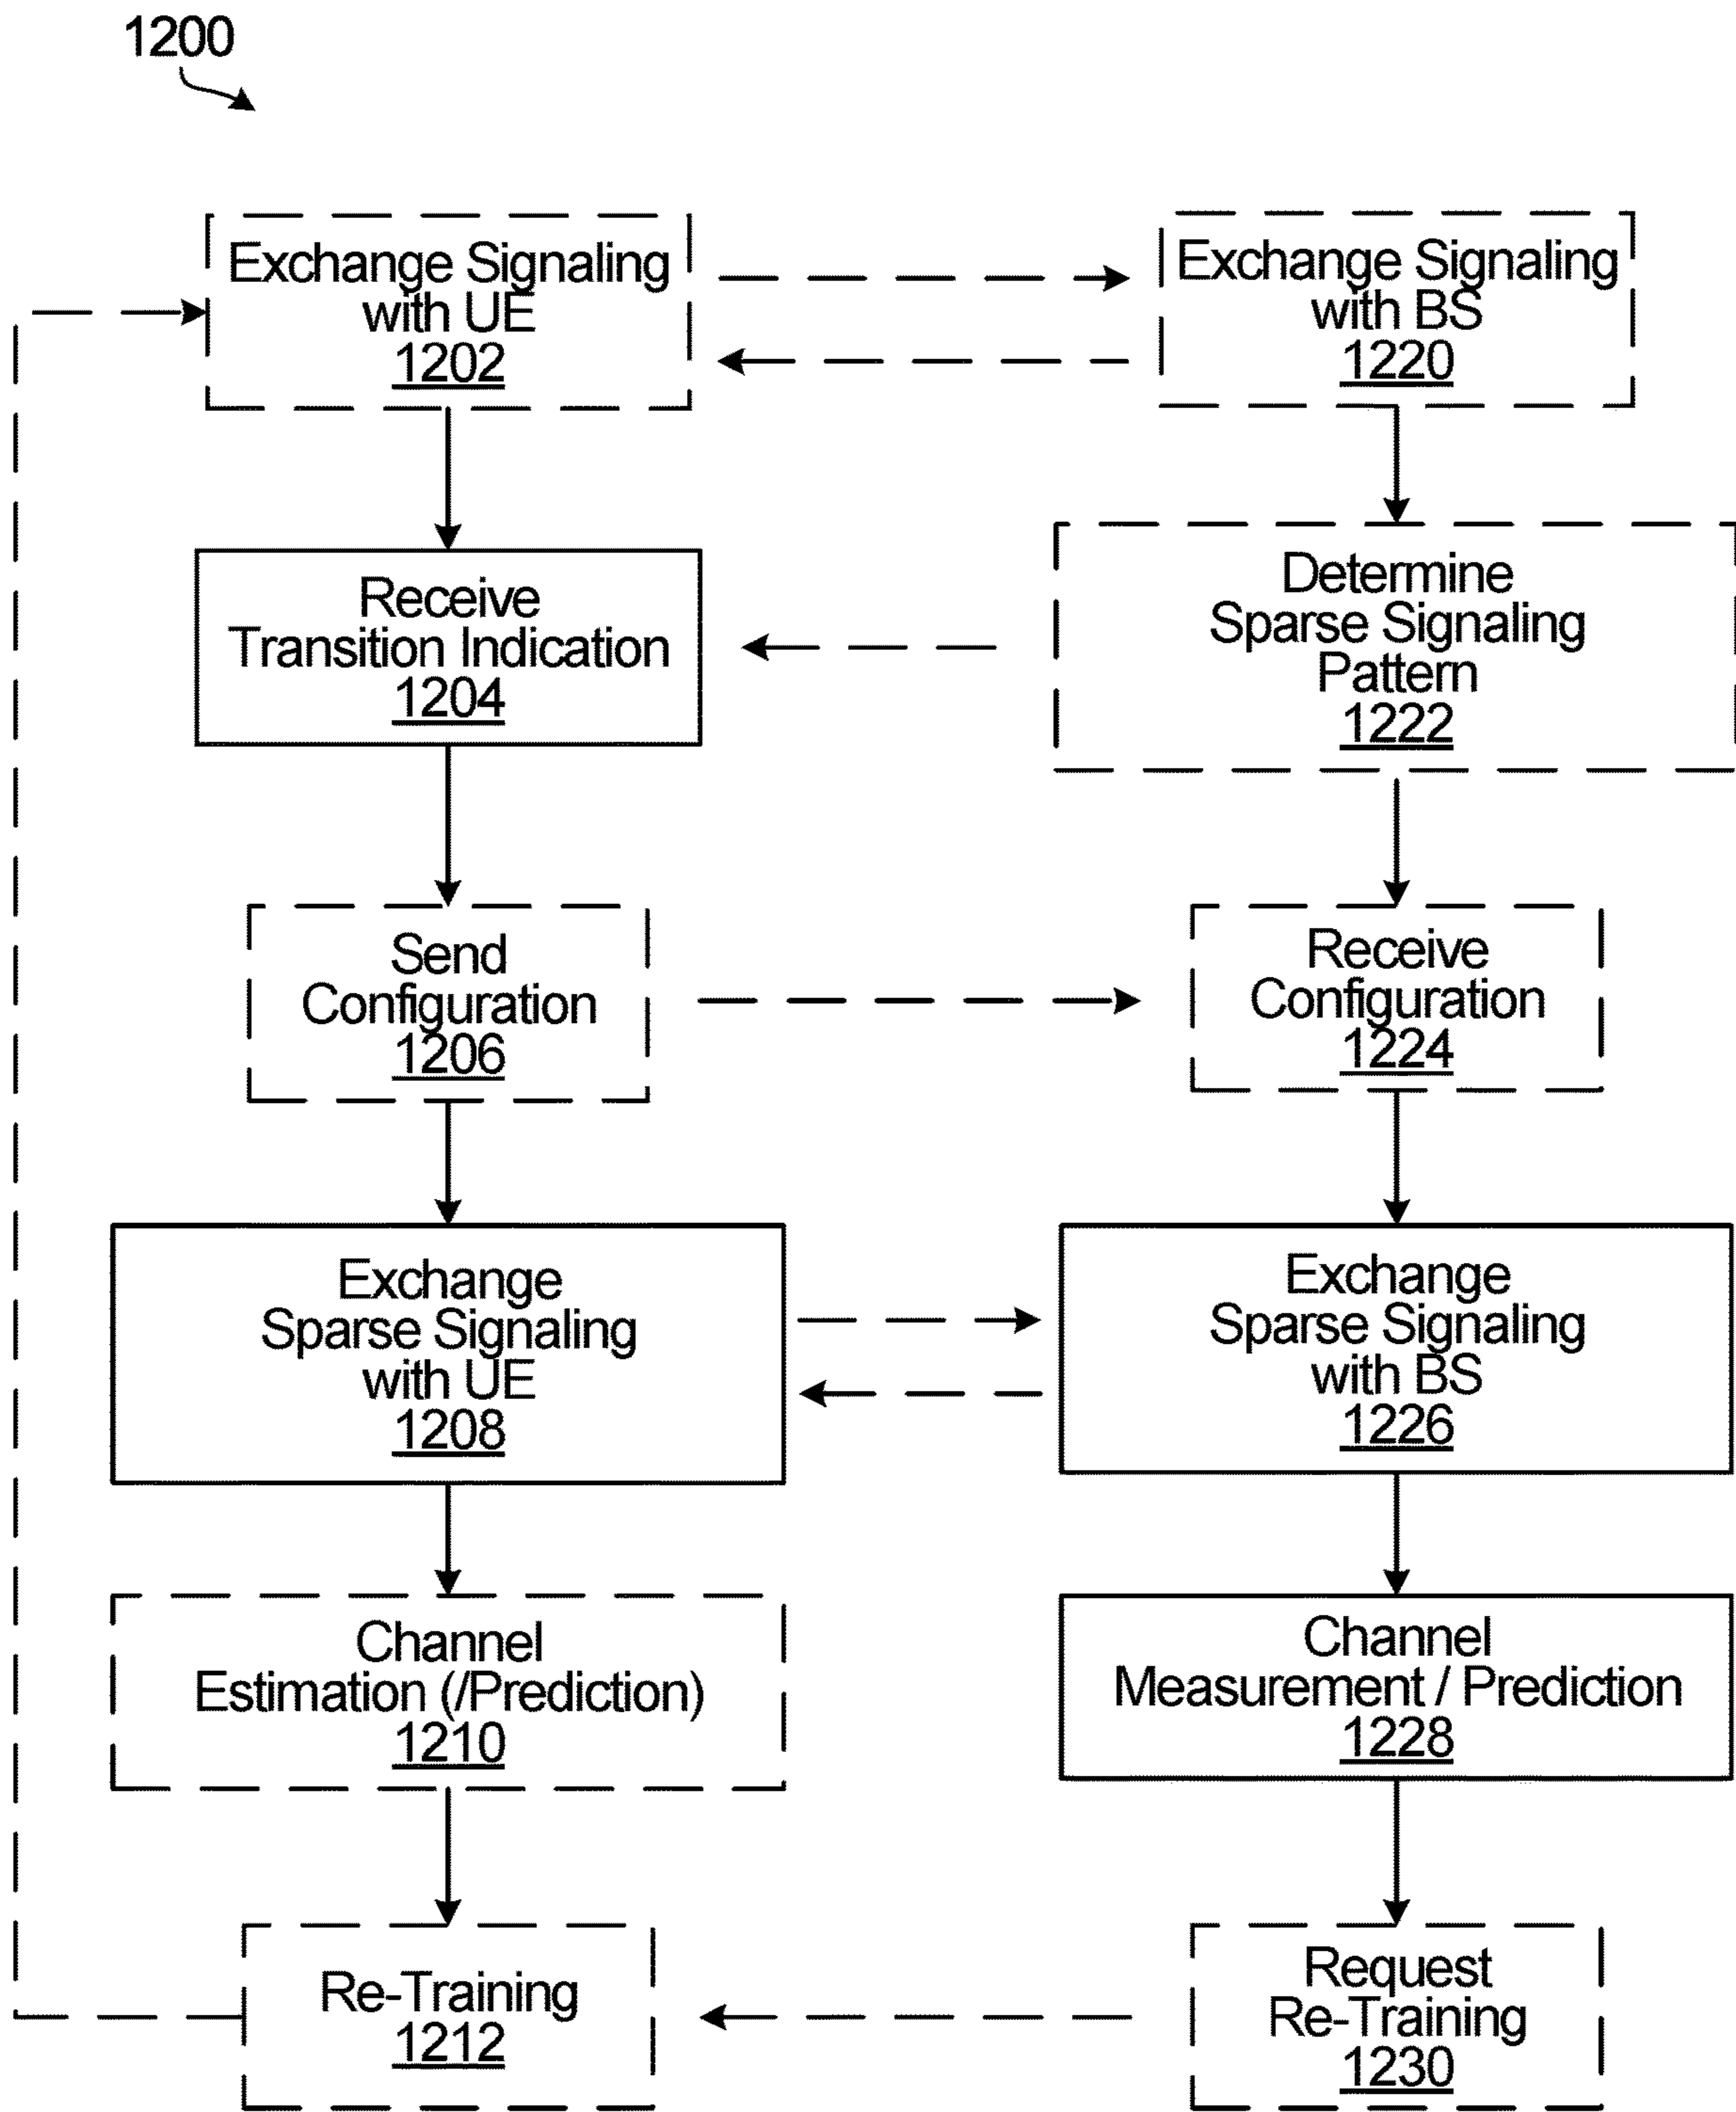 1200
Exchange Signaling
with UE
1202
Exchange Signaling
with BS
1220
Receive
Transition Indication
1204
Determine
Sparse Signaling
Pattern
1222
Send
Configuration
1206
Receive
Configuration
1224
Exchange
Sparse Signaling
with UE
1208
Exchange
Sparse Signaling
with BS
1226
Channel
Estimation (/Prediction)
1210
Channel
Measurement / Prediction
1228
Re-Training
1212
Request
Re-Training
1230